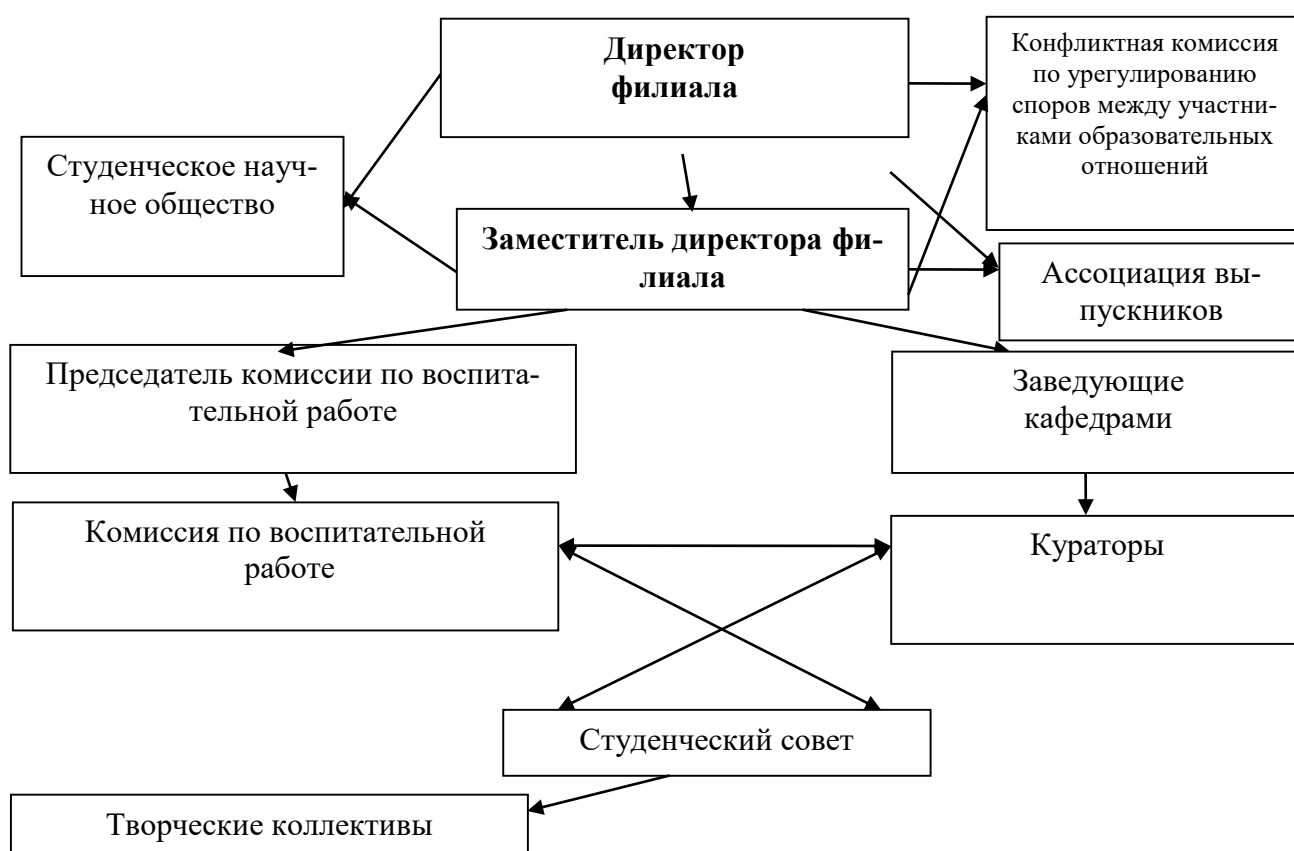 Директор
филиала
Конфликтная комиссия
по урегулированию
споров между участни-
ками образовательных
отношений
Студенческое науч-
ное общество
Заместитель директора фи-
лиала
Ассоциация вы-
пускников
Председатель комиссии по воспита-
тельной работе
Заведующие
кафедрами
Комиссия по воспитательной
работе
Кураторы
Студенческий совет
Творческие коллективы